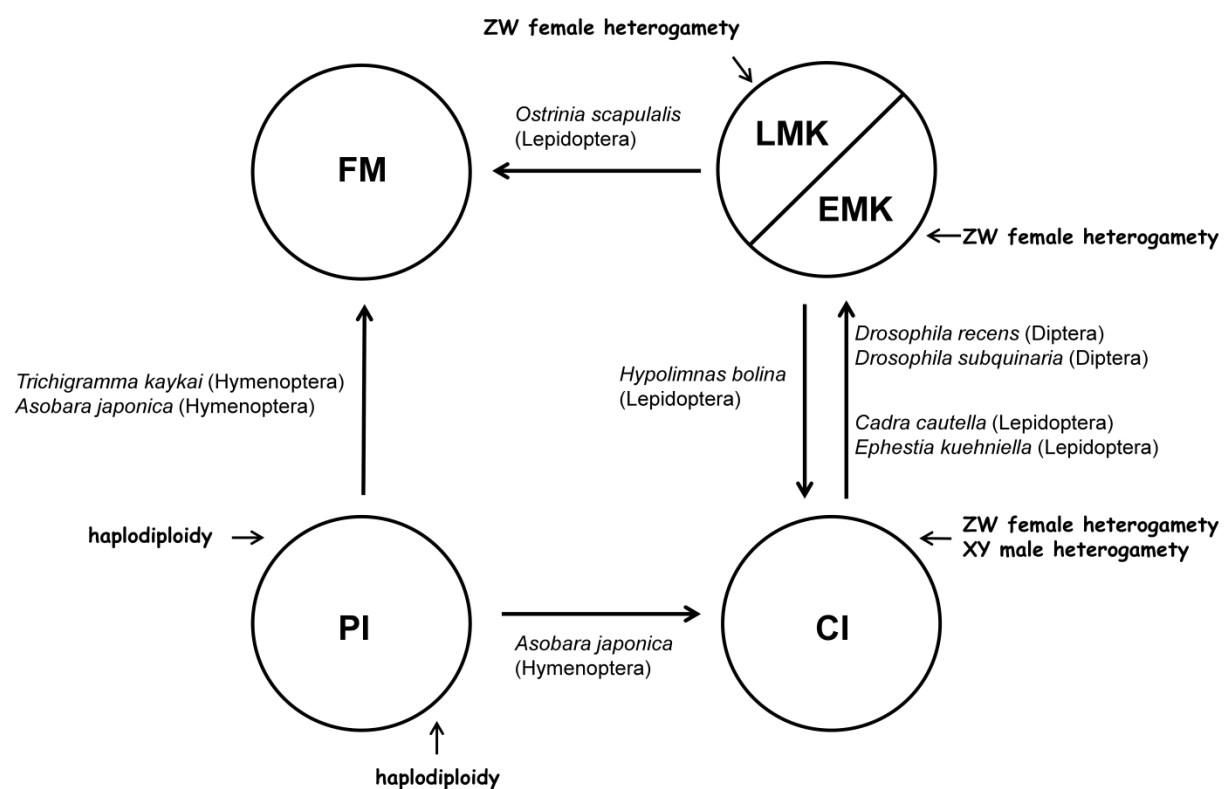 ZW female heterogamety
Ostrinia scapulalis
(Lepidoptera)
LMK
FM
EMK
ZW female heterogamety
Drosophila recens (Diptera)
Drosophila subquinaria (Diptera)
Trichigramma kaykai (Hymenoptera)
Asobara japonica (Hymenoptera)
Hypolimnas bolina
(Lepidoptera)
Cadra cautella (Lepidoptera)
Ephestia kuehniella (Lepidoptera)
haplodiploidy
ZW female heterogamety
XY male heterogamety
PI
CI
Asobara japonica
(Hymenoptera)
haplodiploidy